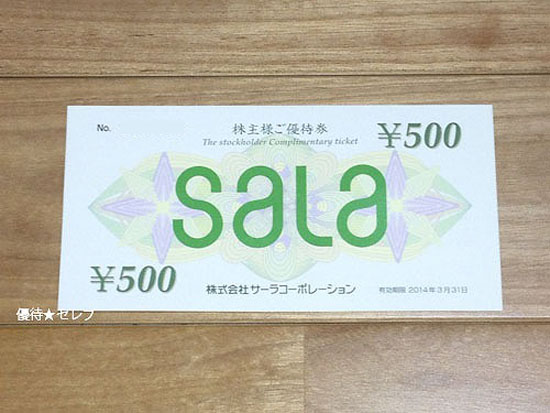 No.
株主様ご優待券
The stockholder Complimentary ticket
¥500
sala
¥500
株式会社サーラコーポレーション
有効期限 2014年3月31日
優待★セレブ